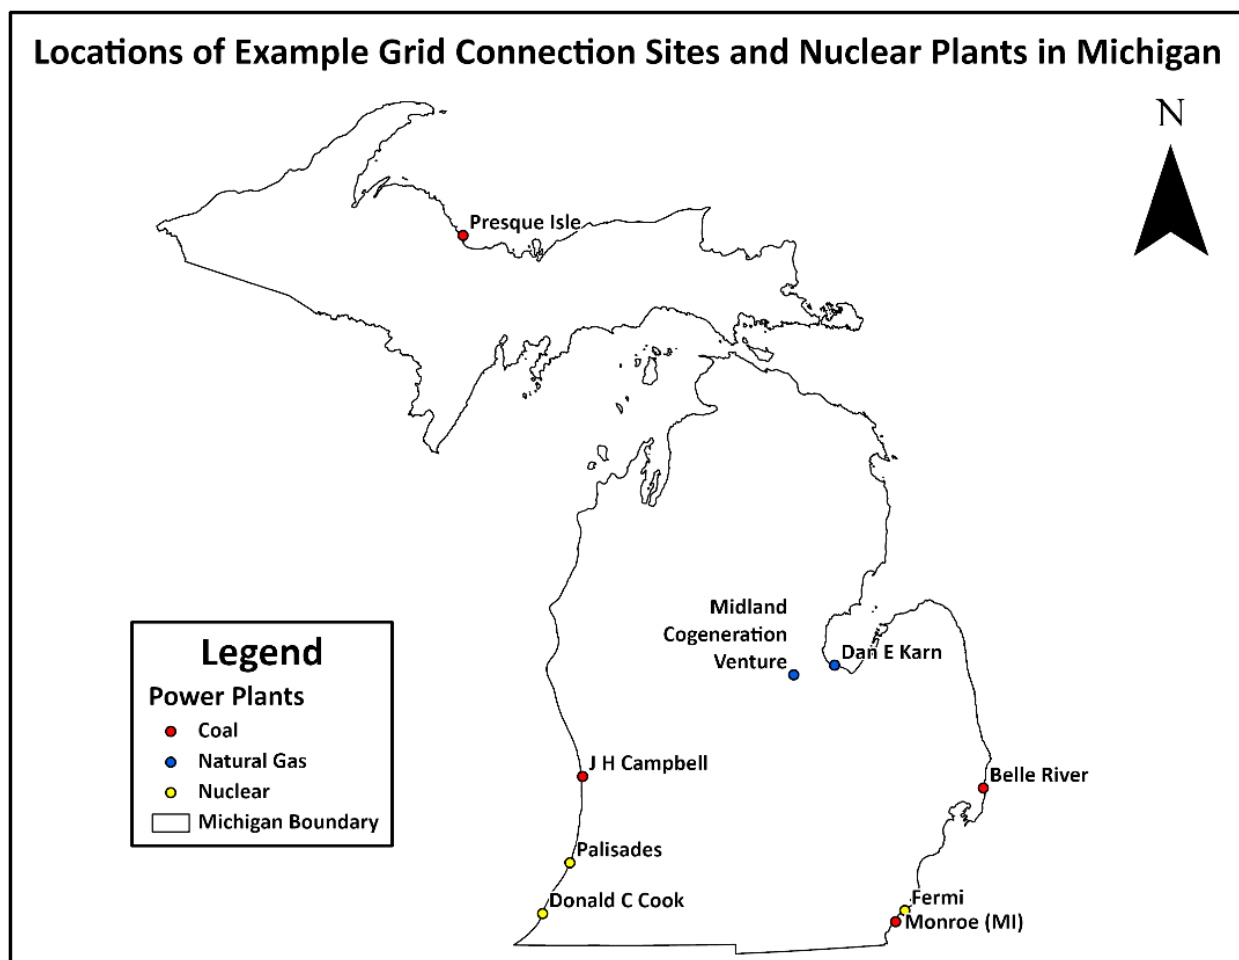 Locations of Example Grid Connection Sites and Nuclear Plants in Michigan
N
Presque Isle
Midland
Cogeneration
Venture
Dan E Karn
Legend
Power Plants
Coal
Natural Gas
Nuclear
Michigan Boundary
J H Campbell
Belle River
Palisades
Donald C Cook
Fermi
Monroe (MI)